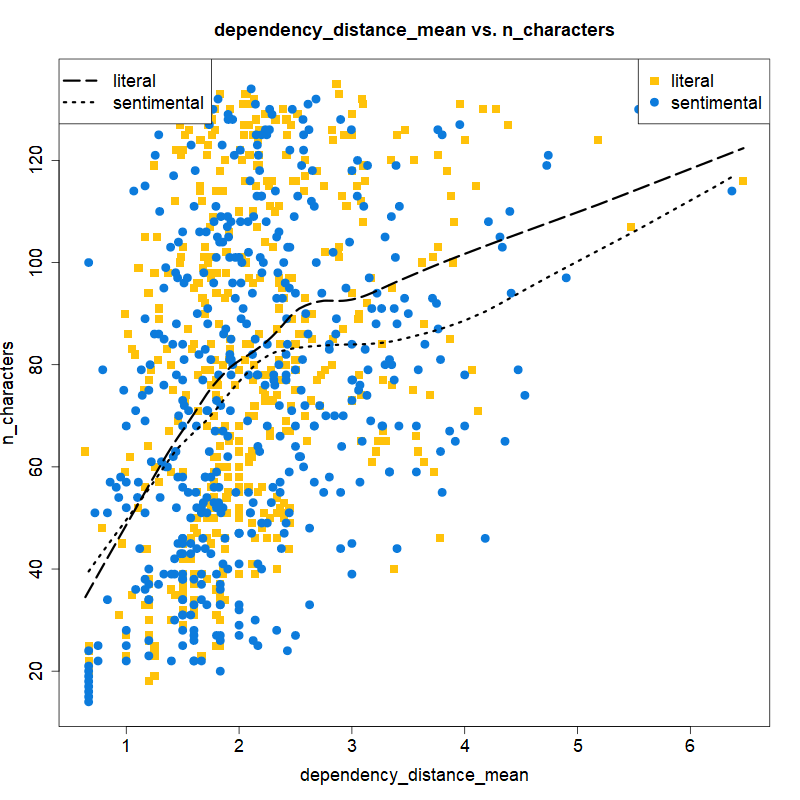 dependency_distance_mean vs. n_characters
literal
sentimental
literal
sentimental
n_characters
120
100
80
60
40
20
1 2 3 4 5 6
dependency_distance_mean